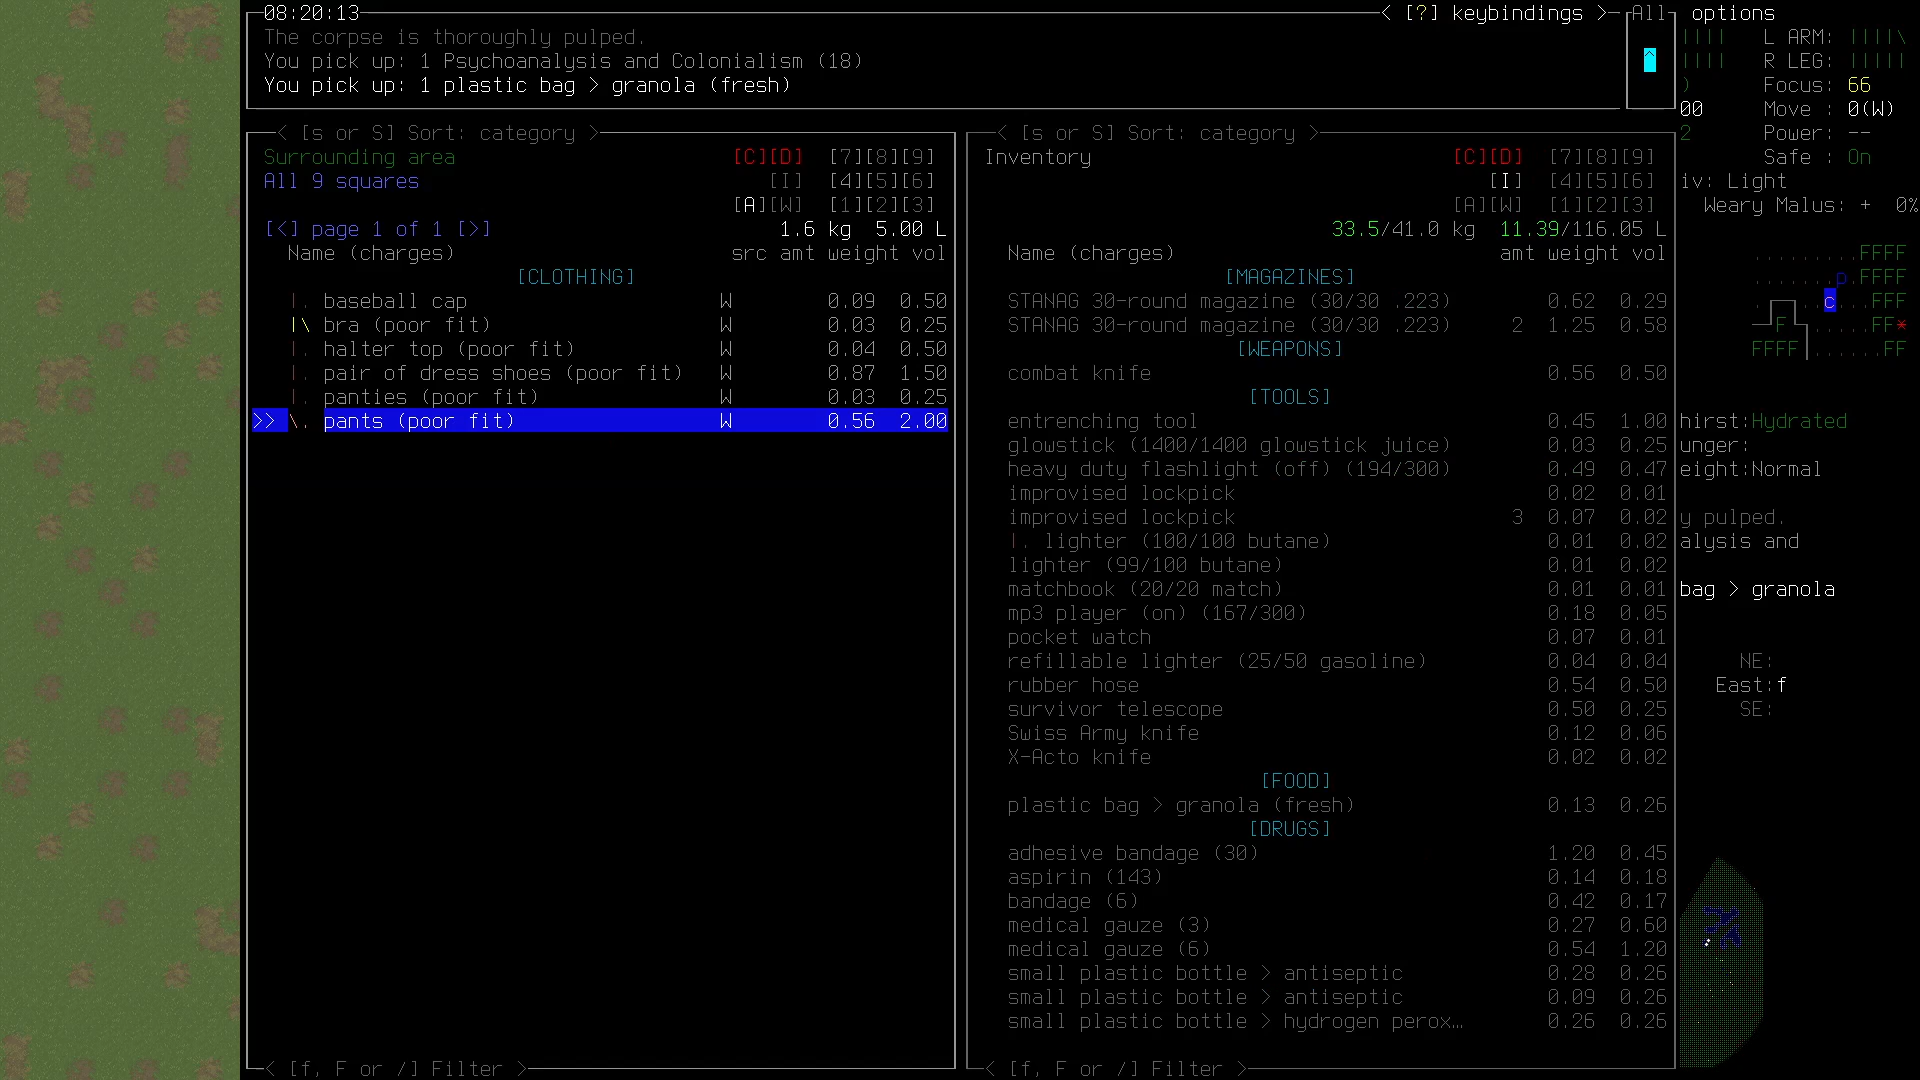 08:20:13 < [?] keybindings > All options
The corpse is thoroughly pulped.
You pick up: 1 Psychoanalysis and Colonialism (18)
You pick up: 1 plastic bag > granola (fresh)
< [s or S] Sort: category >
Surrounding area [C][D] [7][8][9]
All 9 squares [I] [4][5][6]
[A][W] [1][2][3]
[<] page 1 of 1 [>] 1.6 kg 5.00 L
Name (charges) src amt weight vol
[CLOTHING]
|. baseball cap W 0.09 0.50
|\ bra (poor fit) W 0.03 0.25
|. halter top (poor fit) W 0.04 0.50
|. pair of dress shoes (poor fit) W 0.87 1.50
|. panties (poor fit) W 0.03 0.25
>> \. pants (poor fit) W 0.56 2.00
< [f, F or /] Filter >
< [s or S] Sort: category >
Inventory [C][D] [7][8][9]
[I] [4][5][6]
[A][W] [1][2][3]
33.5/41.0 kg 11.39/116.05 L
Name (charges) amt weight vol
[MAGAZINES]
STANAG 30-round magazine (30/30 .223) 0.62 0.29
STANAG 30-round magazine (30/30 .223) 2 1.25 0.58
[WEAPONS]
combat knife 0.56 0.50
[TOOLS]
entrenching tool 0.45 1.00
glowstick (1400/1400 glowstick juice) 0.03 0.25
heavy duty flashlight (off) (194/300) 0.49 0.47
improvised lockpick 0.02 0.01
improvised lockpick 3 0.07 0.02
|. lighter (100/100 butane) 0.01 0.02
lighter (99/100 butane) 0.01 0.02
matchbook (20/20 match) 0.01 0.01
mp3 player (on) (167/300) 0.18 0.05
pocket watch 0.07 0.01
refillable lighter (25/50 gasoline) 0.04 0.04
rubber hose 0.54 0.50
survivor telescope 0.50 0.25
Swiss Army knife 0.12 0.06
X-Acto knife 0.02 0.02
[FOOD]
plastic bag > granola (fresh) 0.13 0.26
[DRUGS]
adhesive bandage (30) 1.20 0.45
aspirin (143) 0.14 0.18
bandage (6) 0.42 0.17
medical gauze (3) 0.27 0.60
medical gauze (6) 0.54 1.20
small plastic bottle > antiseptic 0.28 0.26
small plastic bottle > antiseptic 0.09 0.26
small plastic bottle > hydrogen perox… 0.26 0.26
< [f, F or /] Filter >
|||| L ARM: ||||\
|||| R LEG: |||||
) Focus: 66
00 Move : 0(W)
2 Power: --
Safe : On
iv: Light
Weary Malus: + 0%
.........FFFF
.......p.FFFF
. ..c...FFF
F ......FF*
FFFF ......FF
hirst:Hydrated
unger:
eight:Normal
y pulped.
alysis and
bag > granola
NE:
East:f
SE: